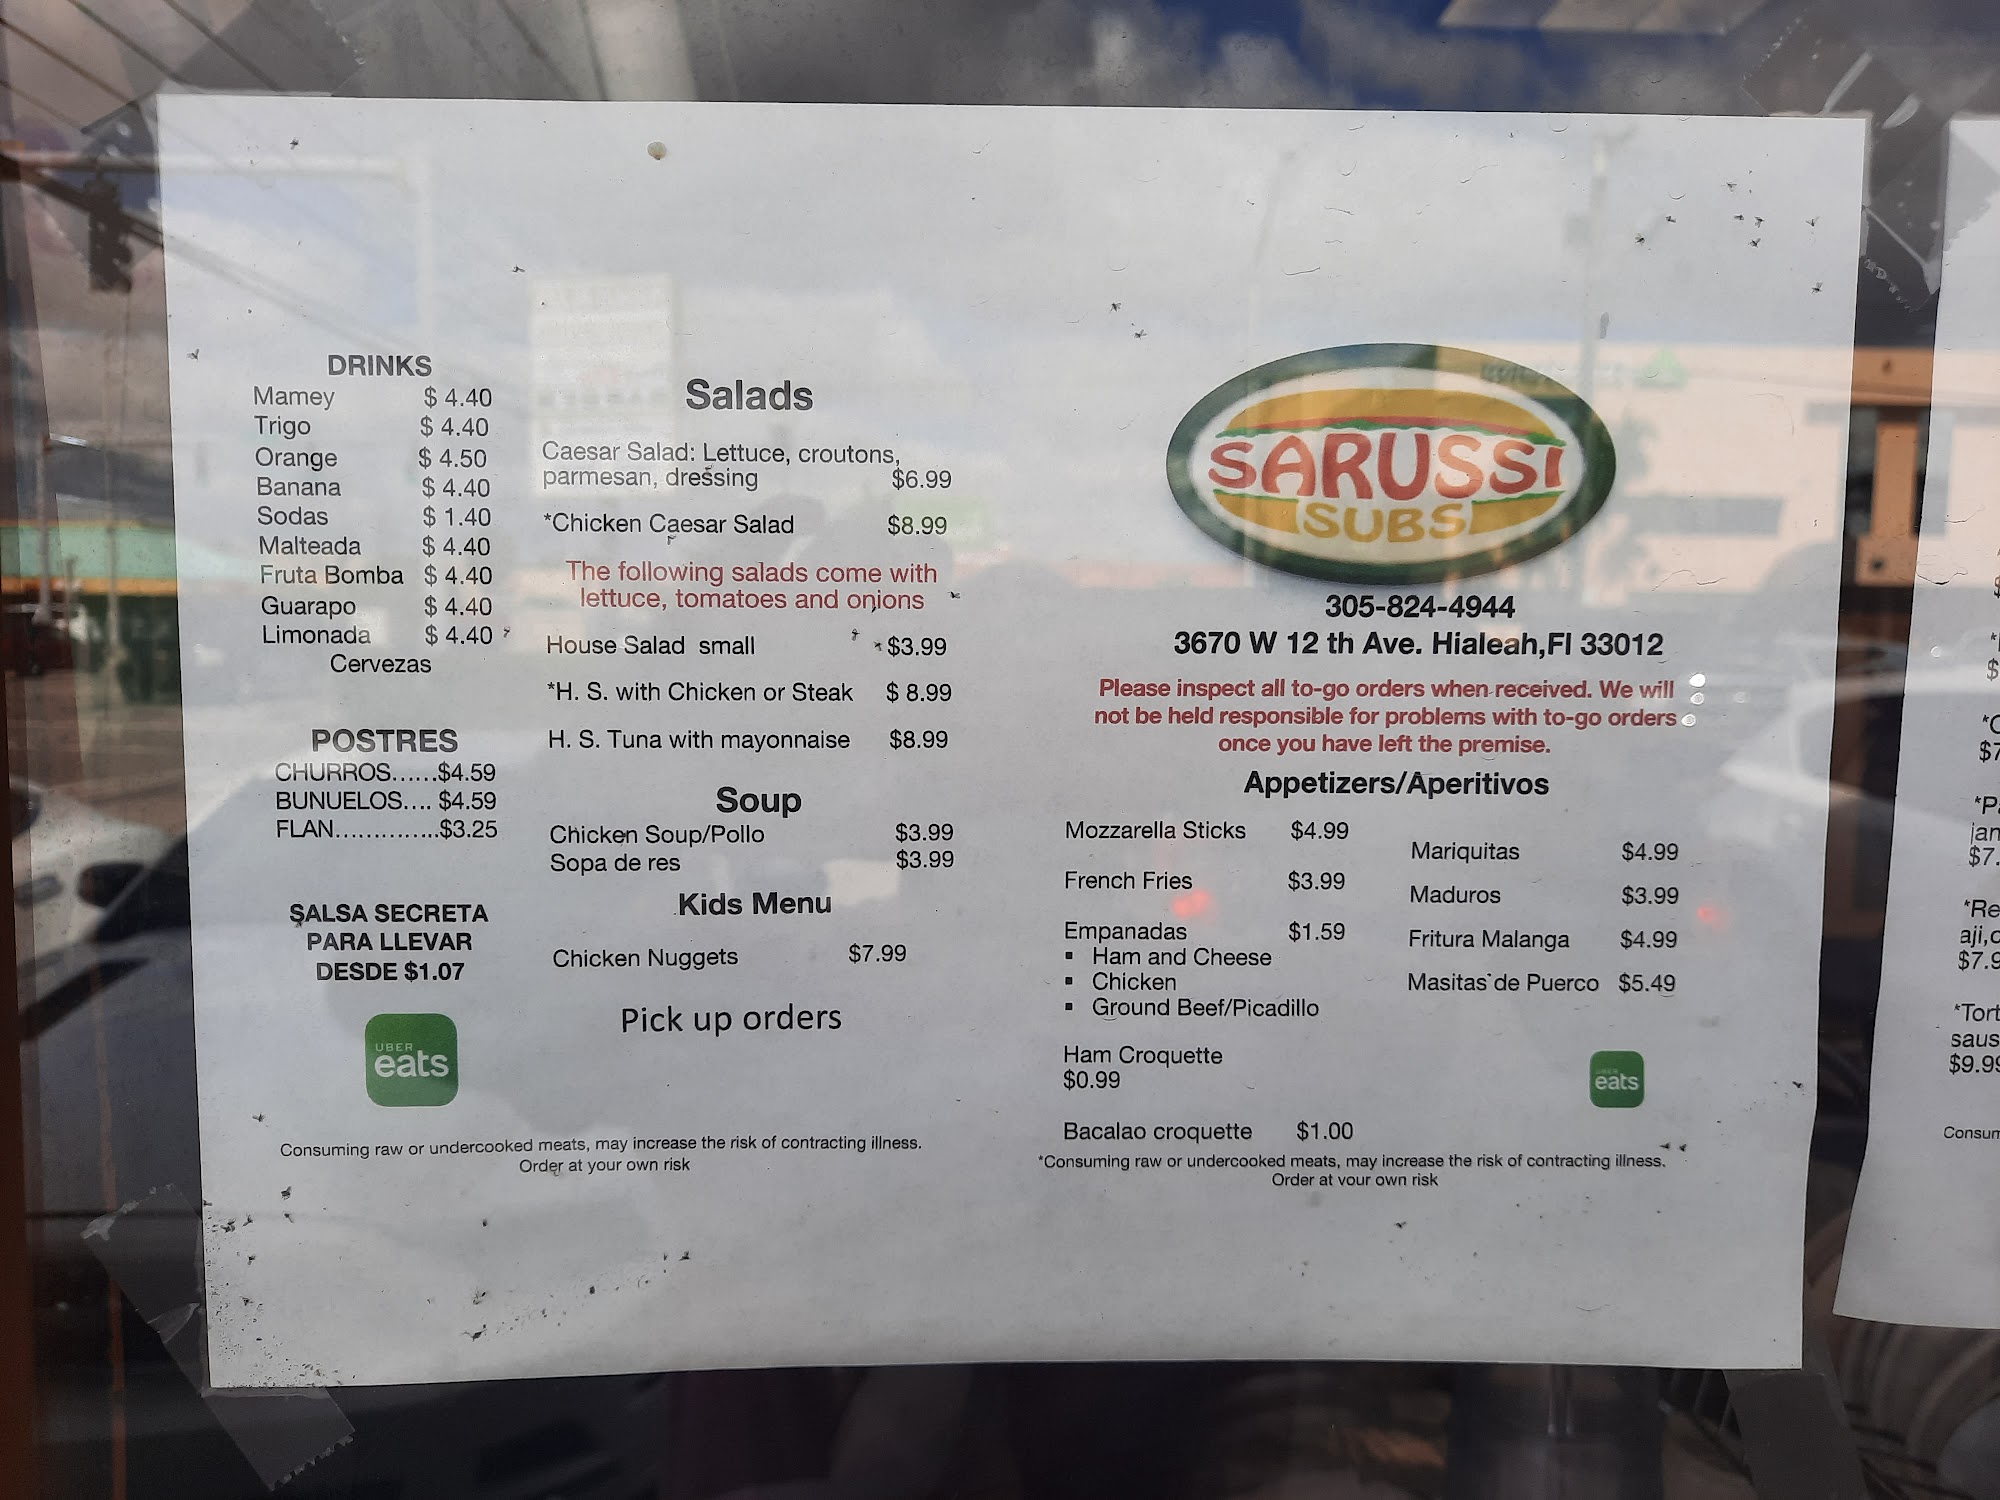 DRINKS
Mamey $ 4.40
Trigo $ 4.40
Orange $ 4.50
Banana $ 4.40
Sodas $ 1.40
Malteada $ 4.40
Fruta Bomba $ 4.40
Guarapo $ 4.40
Limonada $ 4.40
Cervezas
POSTRES
CHURROS......$4.59
BUNUELOS.... $4.59
FLAN..............$3.25
SALSA SECRETA
PARA LLEVAR
DESDE $1.07
UBER
eats
Salads
Caesar Salad: Lettuce, croutons,
parmesan, dressing $6.99
*Chicken Caesar Salad $8.99
The following salads come with
lettuce, tomatoes and onions
House Salad small $3.99
*H. S. with Chicken or Steak $ 8.99
H. S. Tuna with mayonnaise $8.99
Soup
Chicken Soup/Pollo $3.99
Sopa de res $3.99
Kids Menu
Chicken Nuggets $7.99
Pick up orders
Consuming raw or undercooked meats, may increase the risk of contracting illness.
Order at your own risk
SARUSSI
SUBS
305-824-4944
3670 W 12 th Ave. Hialeah,Fl 33012
Please inspect all to-go orders when received. We will
not be held responsible for problems with to-go orders
once you have left the premise.
Appetizers/Aperitivos
Mozzarella Sticks $4.99
French Fries $3.99
Empanadas $1.59
▪ Ham and Cheese
▪ Chicken
▪ Ground Beef/Picadillo
Ham Croquette
$0.99
Bacalao croquette $1.00
Mariquitas $4.99
Maduros $3.99
Fritura Malanga $4.99
Masitas de Puerco $5.49
UBER
eats
*Consuming raw or undercooked meats, may increase the risk of contracting illness.
Order at your own risk
$7.
$9.99